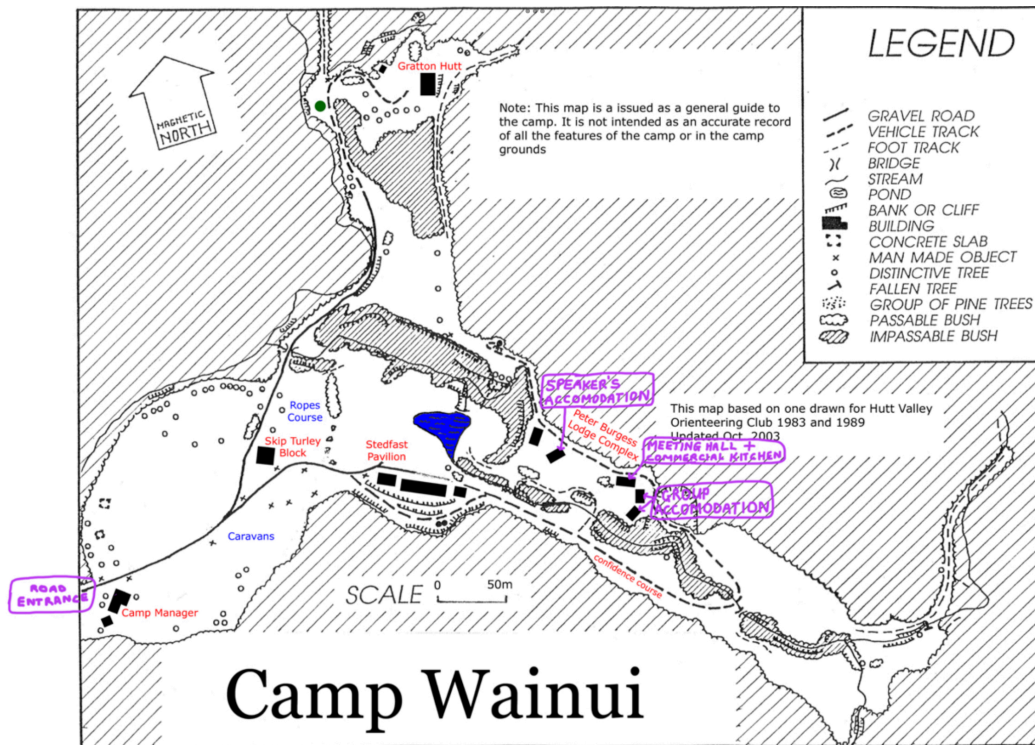 LEGEND
GRAVEL ROAD
VEHICLE TRACK
FOOT TRACK
BRIDGE
STREAM
POND
BANK OR CLIFF
BUILDING
CONCRETE SLAB
MAN MADE OBJECT
DISTINCTIVE TREE
FALLEN TREE
GROUP OF PINE TREES
PASSABLE BUSH
IMPASSABLE BUSH
Gratton Hutt
MAGNETIC
NORTH
Note: This map is a issued as a general guide to
the camp. It is not intended as an accurate record
of all the features of the camp or in the camp
grounds
SPEAKER'S
ACCOMODATION
This map based on one drawn for Hutt Valley
Orienteering Club 1983 and 1989
Updated Oct. 2003
Peter Burgess
Lodge Complex
MEETING HALL +
COMMERCIAL KITCHEN
GROUP
ACCOMODATION
Ropes
Course
Skip Turley
Block
Stedfast
Pavilion
Caravans
confidence course
ROAD
ENTRANCE
Camp Manager
SCALE 0 50m
Camp Wainui